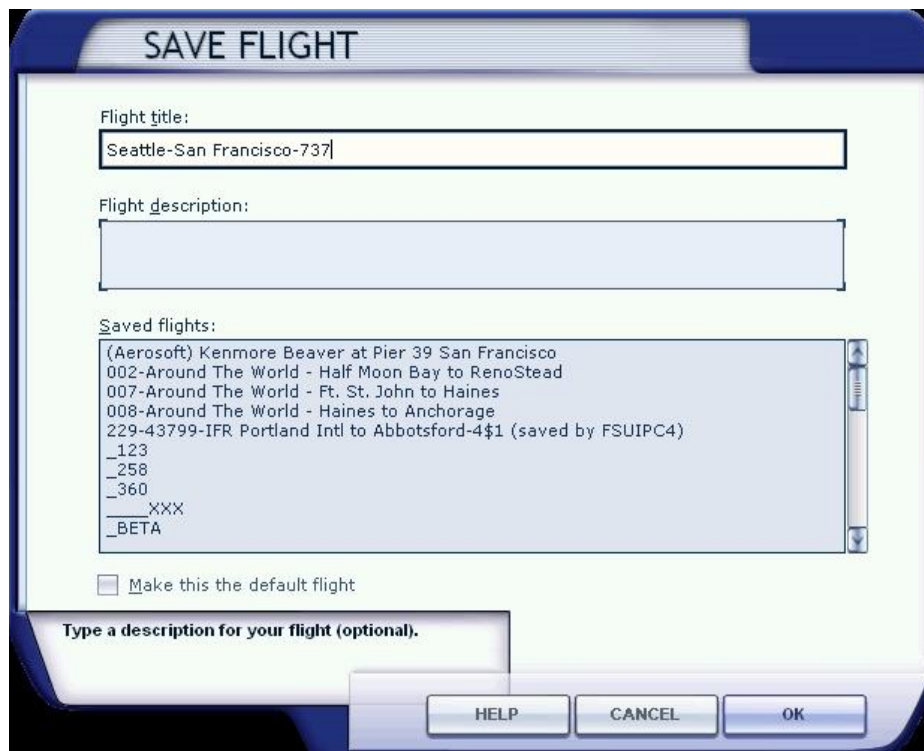 SAVE FLIGHT
Flight title:
Seattle-San Francisco-737
Flight description:
Saved flights:
(Aerosoft) Kenmore Beaver at Pier 39 San Francisco
002-Around The World - Half Moon Bay to RenoStead
007-Around The World - Ft. St. John to Haines
008-Around The World - Haines to Anchorage
229-43799-IFR Portland Intl to Abbotsford-4$1 (saved by FSUIPC4)
_123
_258
_360
____XXX
_BETA
Make this the default flight
Type a description for your flight (optional).
HELP CANCEL OK